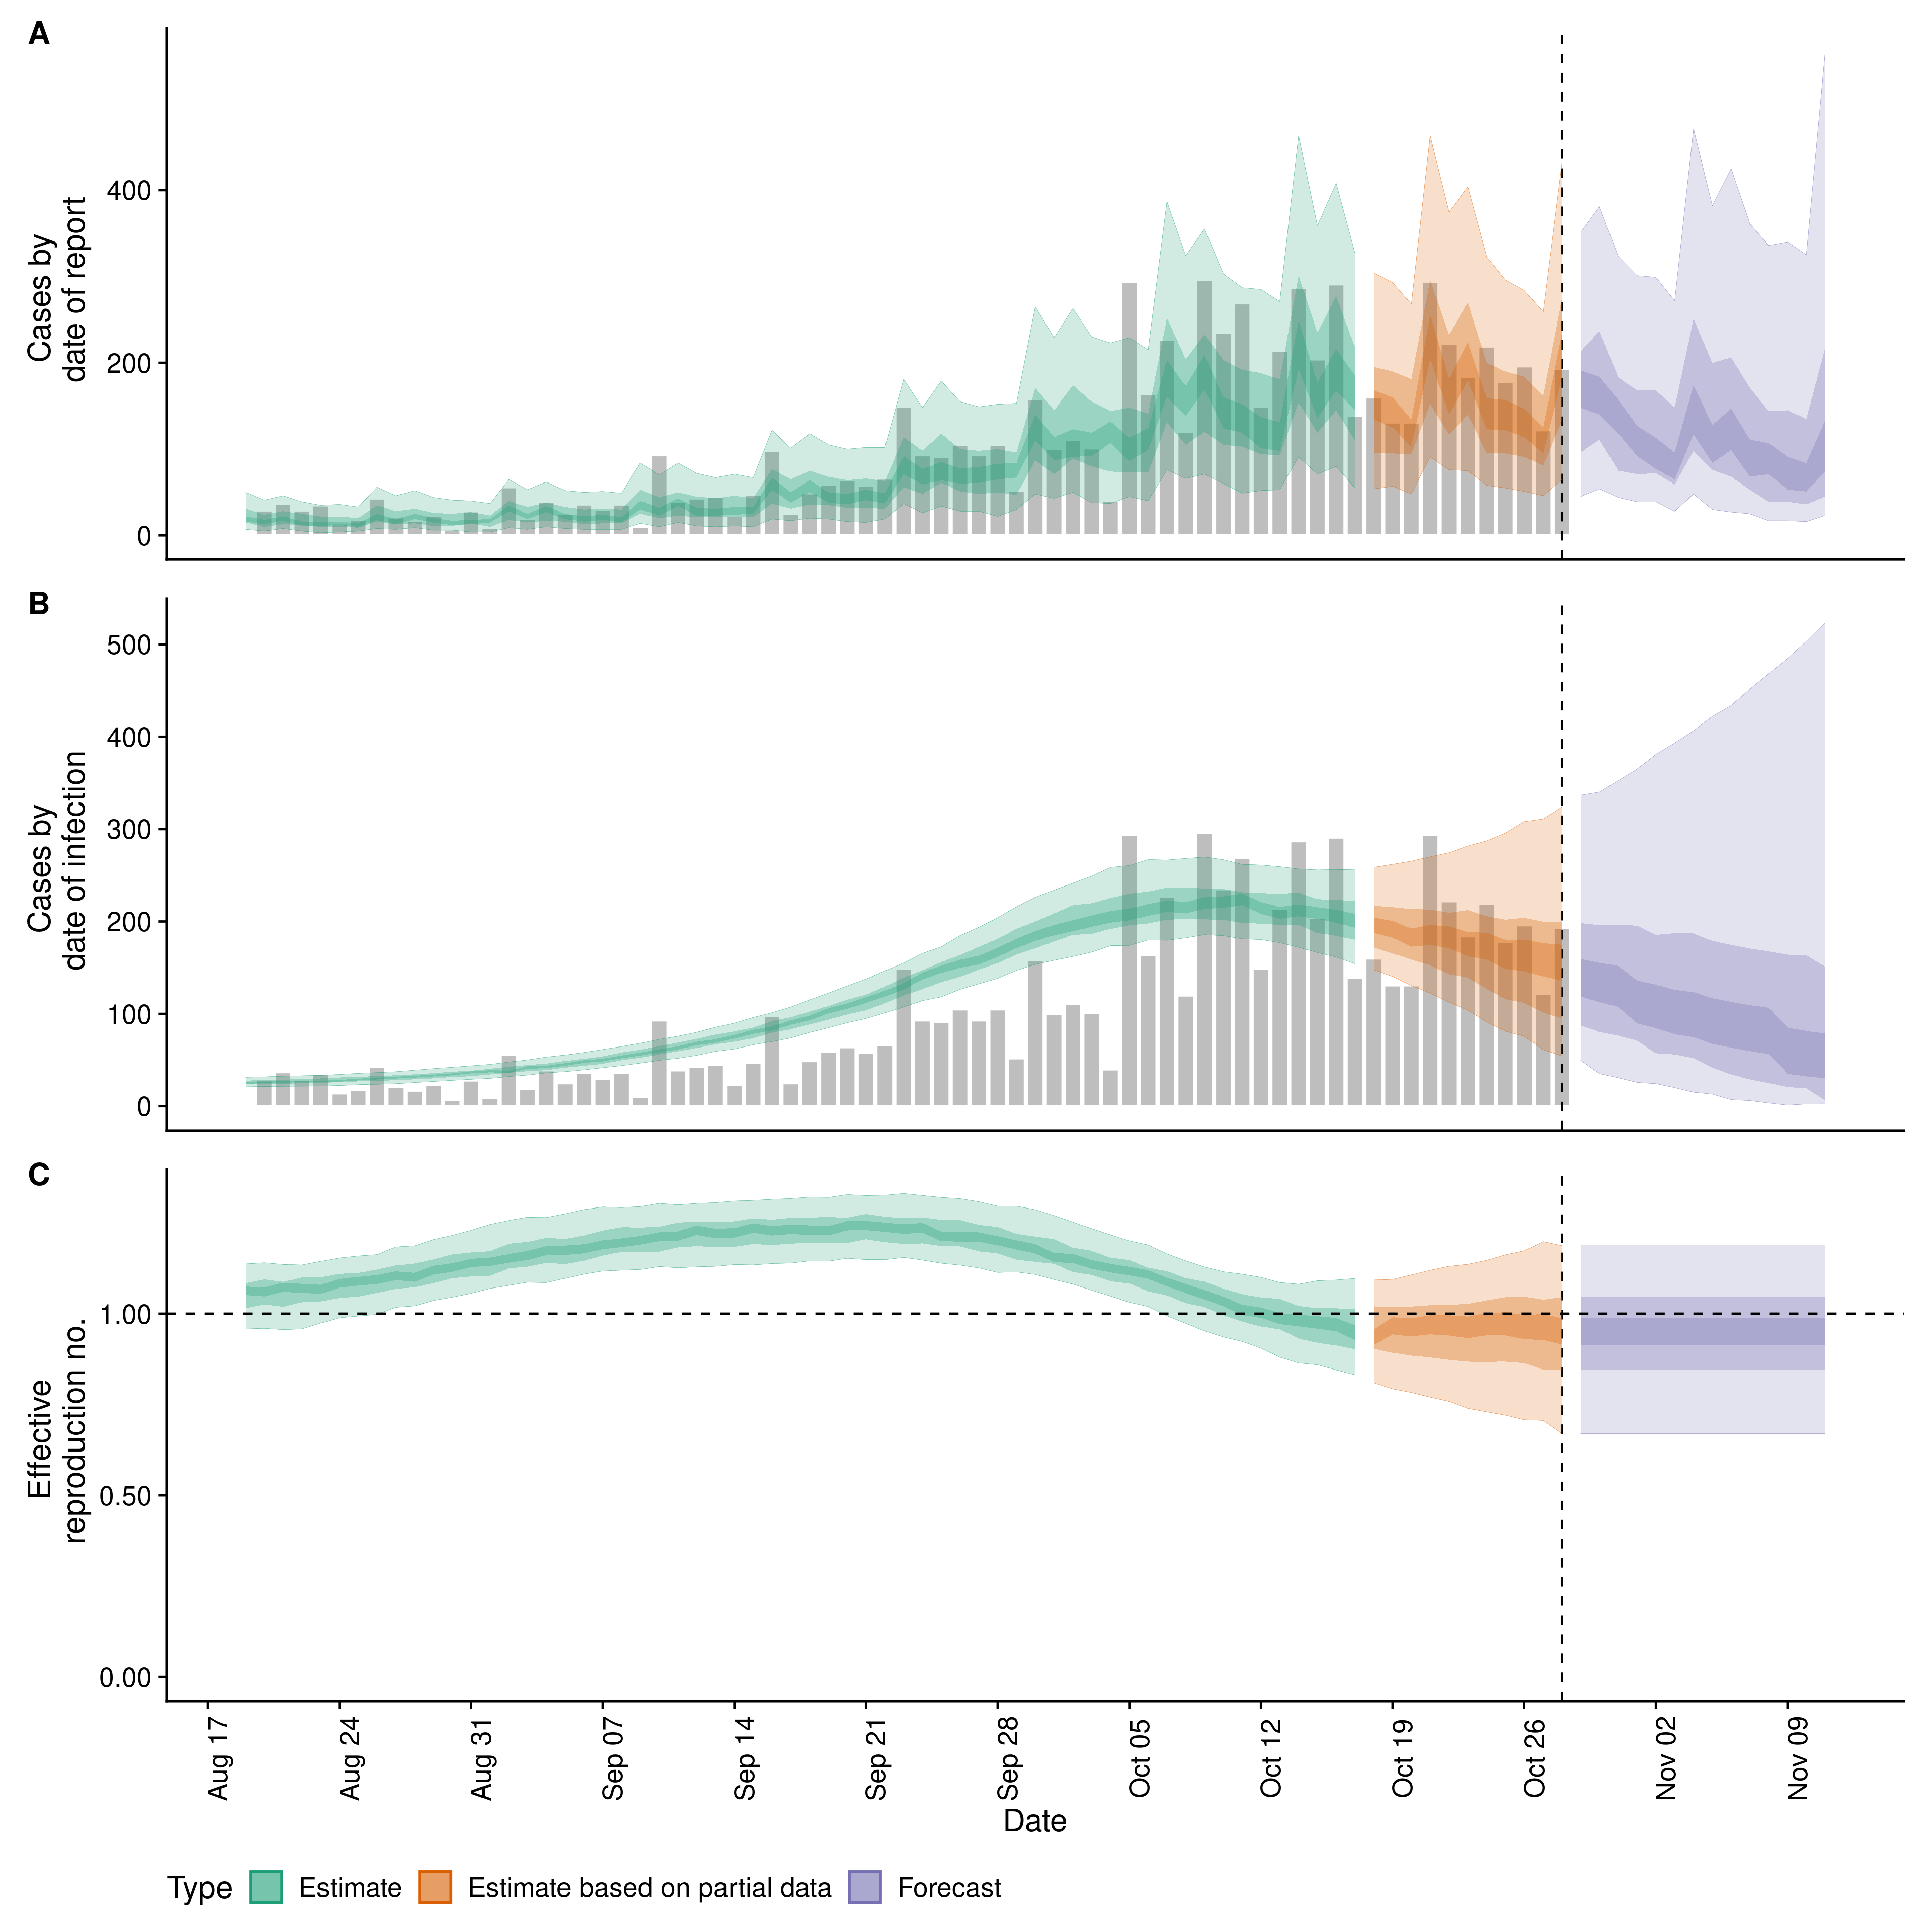 A
Cases by
date of report
400
200
0
B
Cases by
date of infection
500
400
300
200
100
0
C
Effective
reproduction no.
1.00
0.50
0.00
Aug 17
Aug 24
Aug 31
Sep 07
Sep 14
Sep 21
Sep 28
Oct 05
Oct 12
Oct 19
Oct 26
Nov 02
Nov 09
Date
Type Estimate Estimate based on partial data Forecast